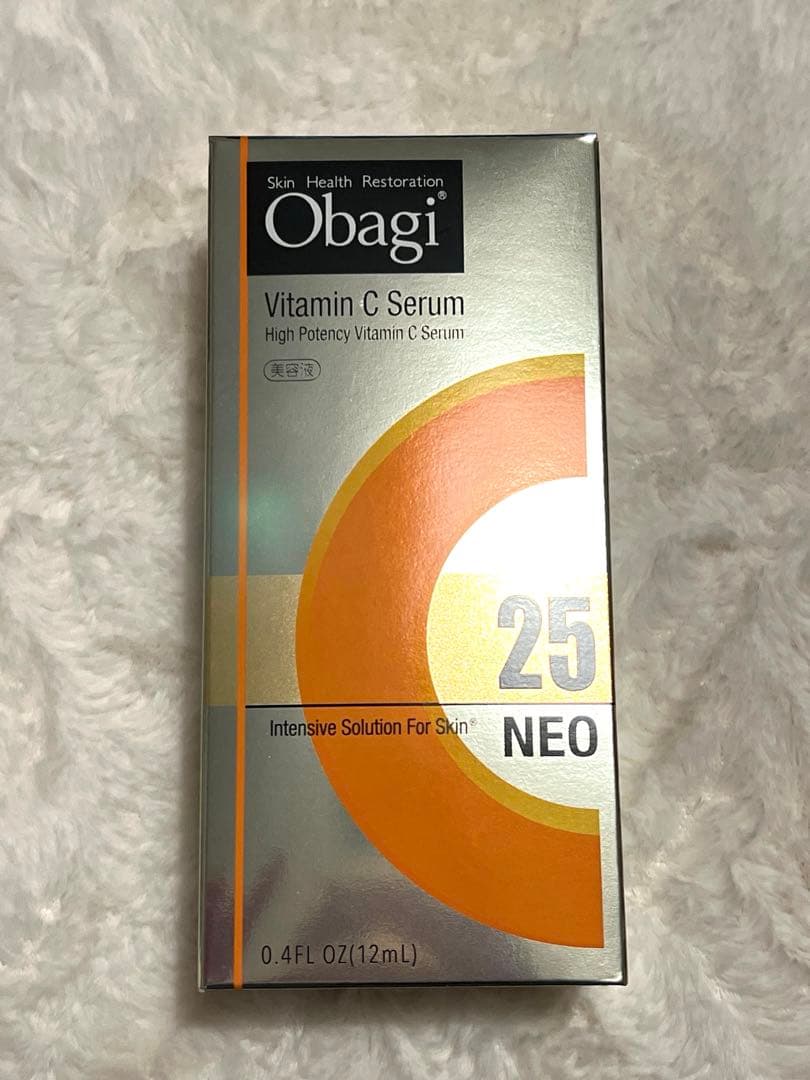 Skin Health Restoration
Obagi®
Vitamin C Serum
High Potency Vitamin C Serum
美容液
25
Intensive Solution For Skin®
NEO
0.4FL OZ(12mL)